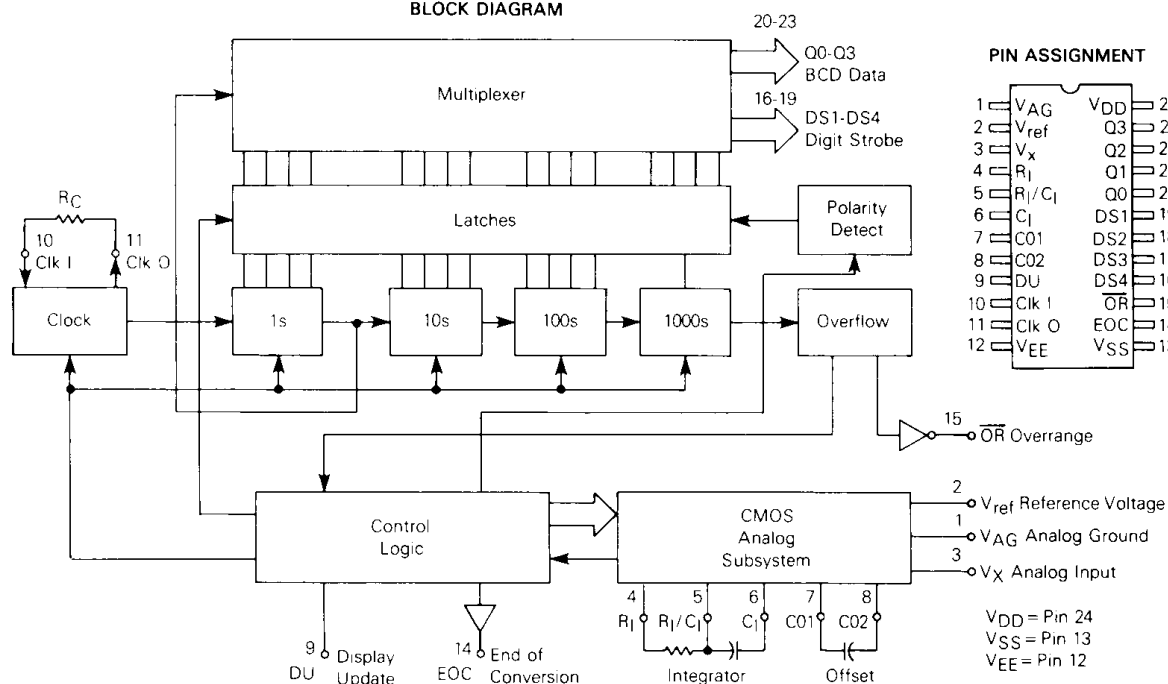 BLOCK DIAGRAM
20-23
Q0-Q3
BCD Data
16-19
DS1-DS4
Digit Strobe
Multiplexer
Latches
Polarity
Detect
RC
10
Clk I
11
Clk O
Clock
1s
10s
100s
1000s
Overflow
15
OR Overrange
Control
Logic
CMOS
Analog
Subsystem
2
Vref Reference Voltage
1
VAG Analog Ground
3
VX Analog Input
4
RI
5
RI/CI
6
CI
7
C01
8
C02
Integrator
Offset
9
DU
Display
Update
14
EOC
End of
Conversion
VDD = Pin 24
VSS = Pin 13
VEE = Pin 12
PIN ASSIGNMENT
1 VAG VDD
2 Vref Q3
3 Vx Q2
4 RI Q1
5 RI/CI Q0
6 CI DS1
7 C01 DS2
8 C02 DS3
9 DU DS4
10 Clk I OR
11 Clk O EOC
12 VEE VSS